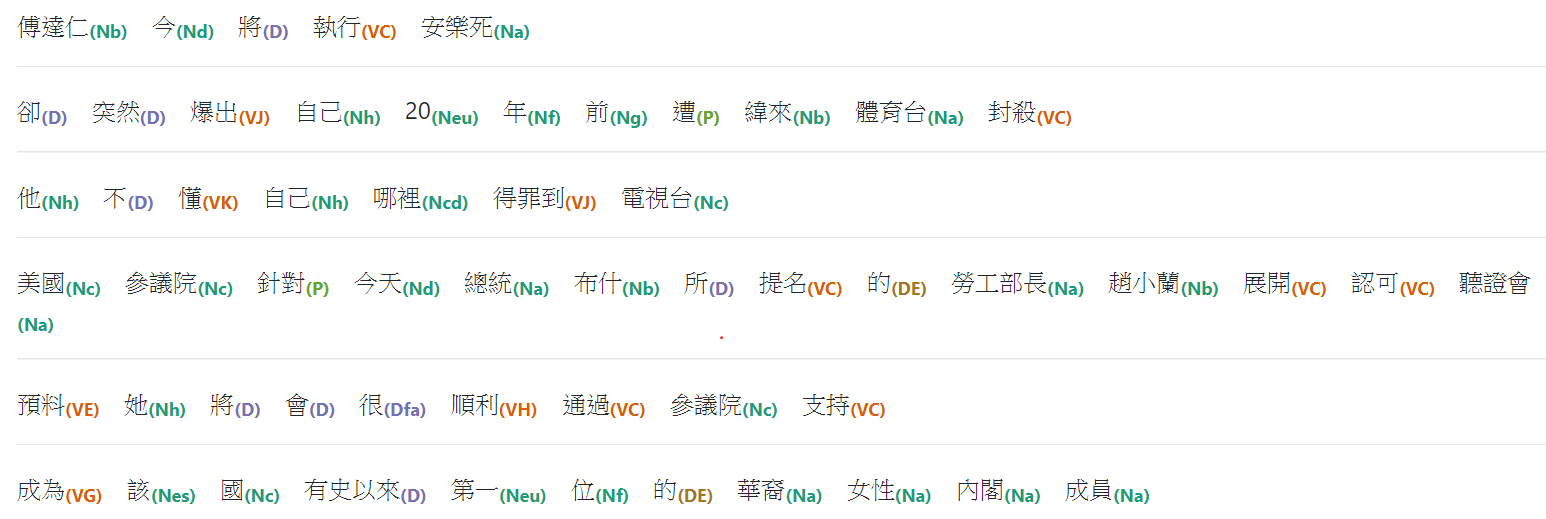 傅達仁(Nb) 今(Nd) 將(D) 執行(VC) 安樂死(Na)
卻(D) 突然(D) 爆出(VJ) 自己(Nh) 20(Neu) 年(Nf) 前(Ng) 遭(P) 緯來(Nb) 體育台(Na) 封殺(VC)
他(Nh) 不(D) 懂(VK) 自己(Nh) 哪裡(Ncd) 得罪到(VJ) 電視台(Nc)
美國(Nc) 參議院(Nc) 針對(P) 今天(Nd) 總統(Na) 布什(Nb) 所(D) 提名(VC) 的(DE) 勞工部長(Na) 趙小蘭(Nb) 展開(VC) 認可(VC) 聽證會
(Na)
預料(VE) 她(Nh) 將(D) 會(D) 很(Dfa) 順利(VH) 通過(VC) 參議院(Nc) 支持(VC)
成為(VG) 該(Nes) 國(Nc) 有史以來(D) 第一(Neu) 位(Nf) 的(DE) 華裔(Na) 女性(Na) 內閣(Na) 成員(Na)